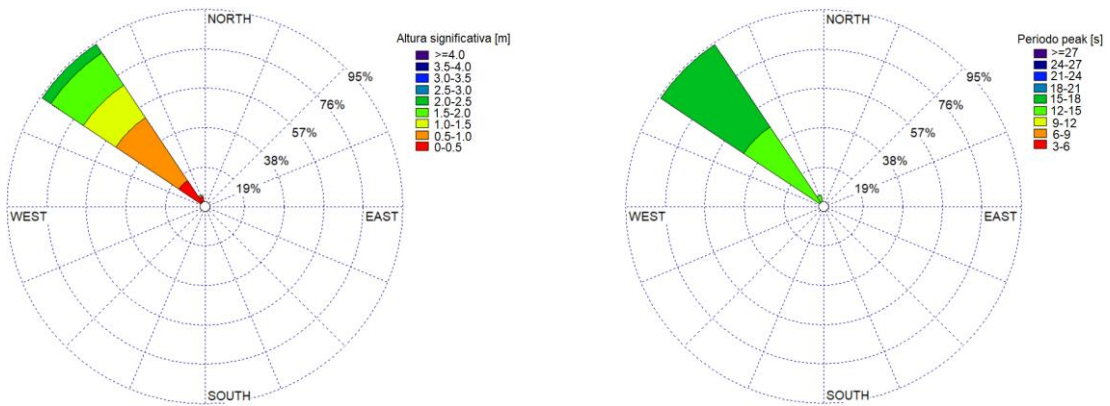 NORTH
95%
76%
57%
38%
19%
WEST
EAST
SOUTH
Altura significativa [m]
>=4.0
3.5-4.0
3.0-3.5
2.5-3.0
2.0-2.5
1.5-2.0
1.0-1.5
0.5-1.0
0-0.5
NORTH
95%
76%
57%
38%
19%
WEST
EAST
SOUTH
Periodo peak [s]
>=27
24-27
21-24
18-21
15-18
12-15
9-12
6-9
3-6